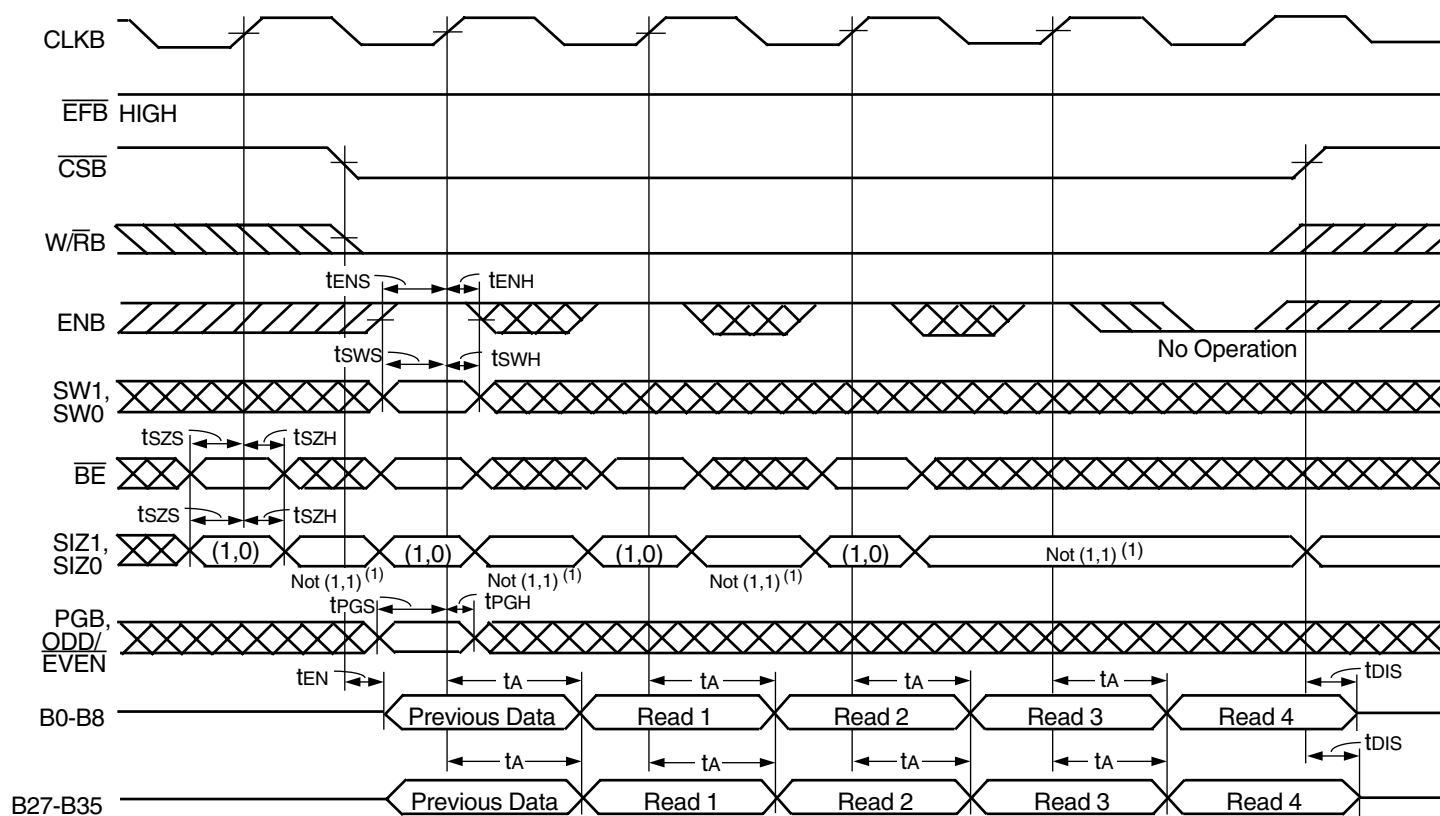 CLKB
EFB HIGH
CSB
W/RB
tENS tENH
ENB
No Operation
tSWS tSWH
SW1,
SW0
tSZS tSZH
BE
tSZS tSZH
SIZ1,
SIZ0
(1,0) (1,0) (1,0) (1,0) Not (1,1) (1)
Not (1,1) (1) Not (1,1) (1) Not (1,1) (1)
tPGS tPGH
PGB,
ODD/
EVEN
tEN tA tA tA tA tDIS
B0-B8 Previous Data Read 1 Read 2 Read 3 Read 4
tA tA tA tA tDIS
B27-B35 Previous Data Read 1 Read 2 Read 3 Read 4